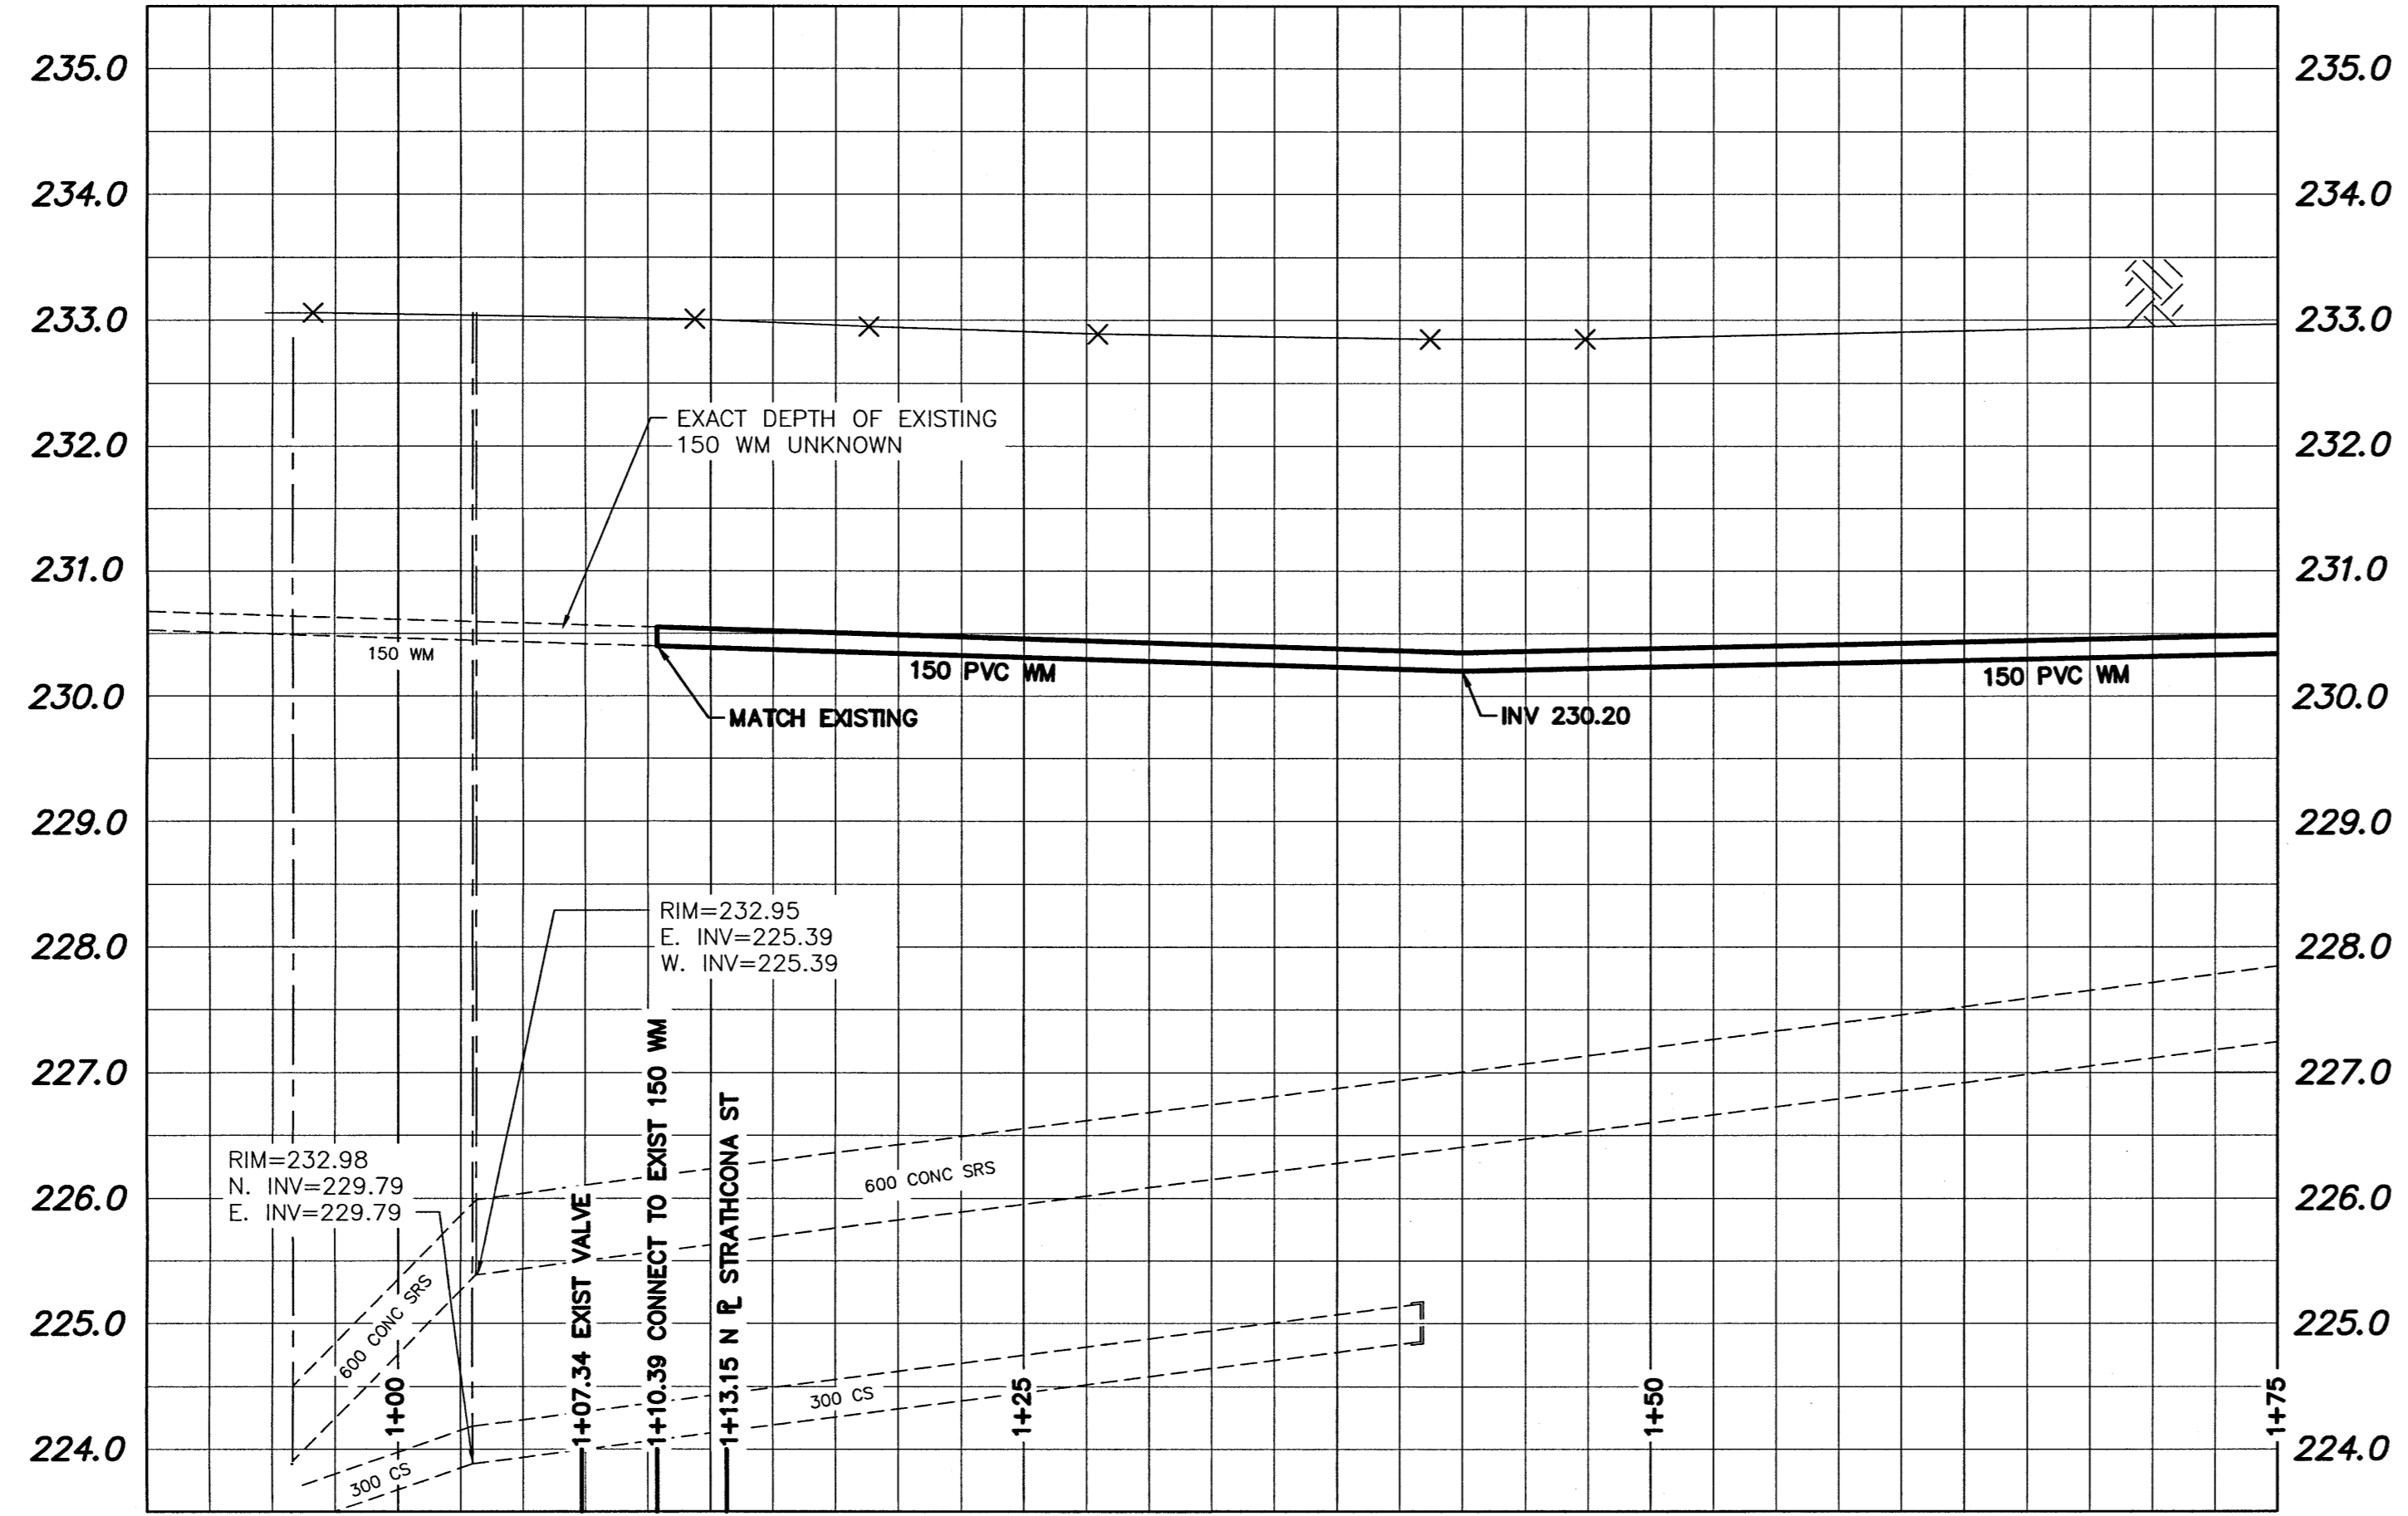 235.0 235.0
234.0 234.0
233.0 233.0
EXACT DEPTH OF EXISTING
150 WM UNKNOWN
232.0 232.0
231.0 231.0
150 WM
150 PVC WM
150 PVC WM
230.0 230.0
MATCH EXISTING
INV 230.20
229.0 229.0
RIM=232.95
E. INV=225.39
W. INV=225.39
228.0 228.0
227.0 227.0
RIM=232.98
N. INV=229.79
E. INV=229.79
226.0 226.0
600 CONC SRS
600 CONC SRS
225.0 225.0
300 CS
300 CS
224.0 224.0
1+00
1+07.34 EXIST VALVE
1+10.39 CONNECT TO EXIST 150 WM
1+13.15 N ⅊ STRATHCONA ST
1+25
1+50
1+75